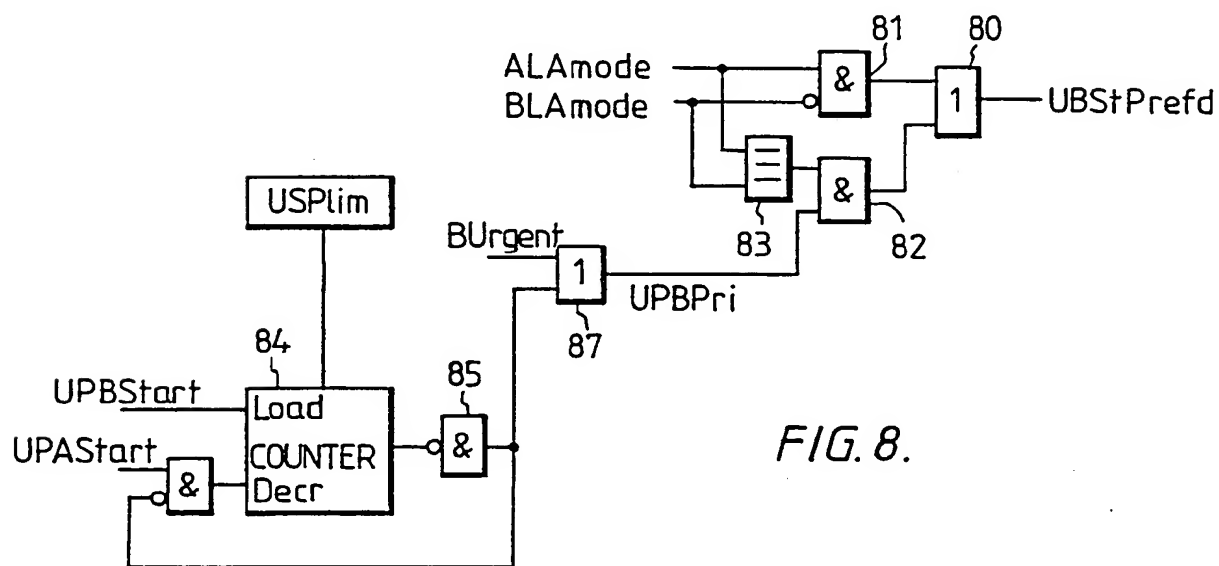 81
80
ALAmode
BLAmode
&
1
UBStPrefd
&
83
82
USPlim
BUrgent
1
UPBPri
87
84
85
UPBStart
Load
UPAStart
COUNTER
&
&
Decr
FIG. 8.